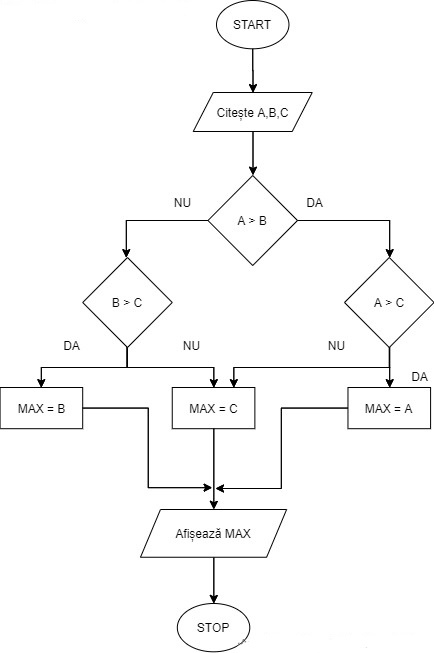 START
Citește A,B,C
NU
A > B
DA
B > C
A > C
DA
NU
NU
DA
MAX = B
MAX = C
MAX = A
Afișează MAX
STOP